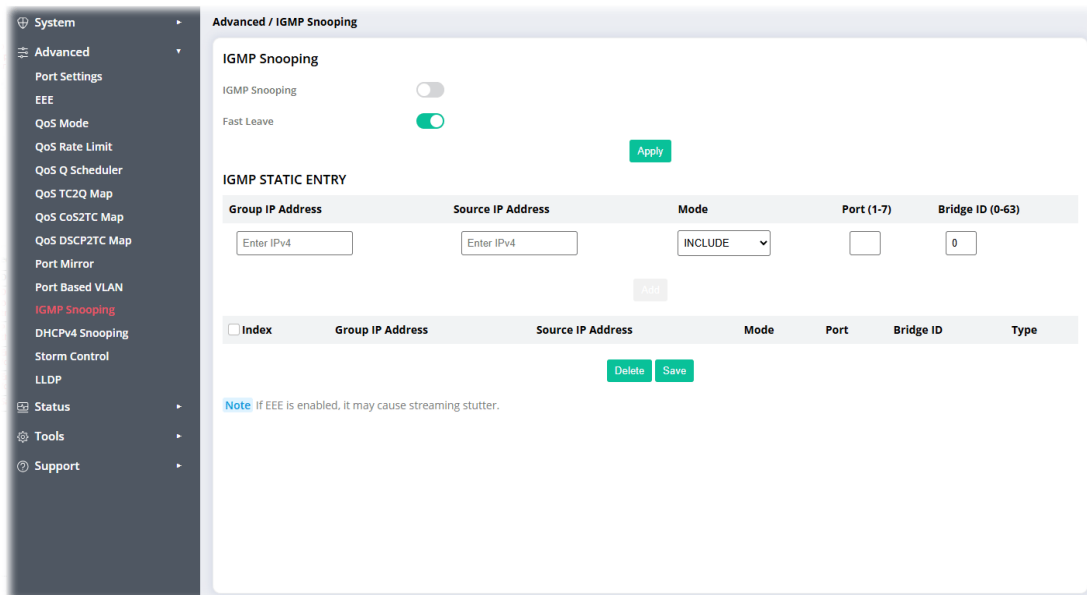 System
Advanced
Port Settings
EEE
QoS Mode
QoS Rate Limit
QoS Q Scheduler
QoS TC2Q Map
QoS CoS2TC Map
QoS DSCP2TC Map
Port Mirror
Port Based VLAN
IGMP Snooping
DHCPv4 Snooping
Storm Control
LLDP
Status
Tools
Support
Advanced / IGMP Snooping
IGMP Snooping
IGMP Snooping
Fast Leave
Apply
IGMP STATIC ENTRY
Group IP Address Source IP Address Mode Port (1-7) Bridge ID (0-63)
Enter IPv4 Enter IPv4 INCLUDE 0
Add
Index Group IP Address Source IP Address Mode Port Bridge ID Type
Delete Save
Note If EEE is enabled, it may cause streaming stutter.